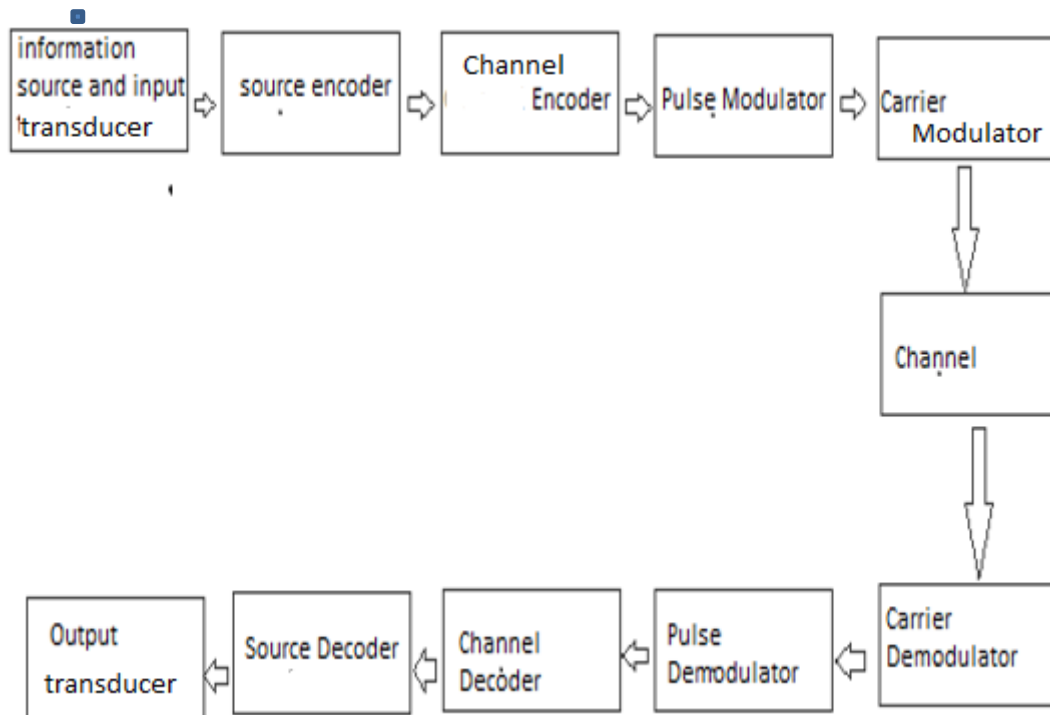 information
source and input
transducer
source encoder
Channel
Encoder
Pulse Modulator
Carrier
Modulator
Channel
Carrier
Demodulator
Pulse
Demodulator
Channel
Decoder
Source Decoder
Output
transducer